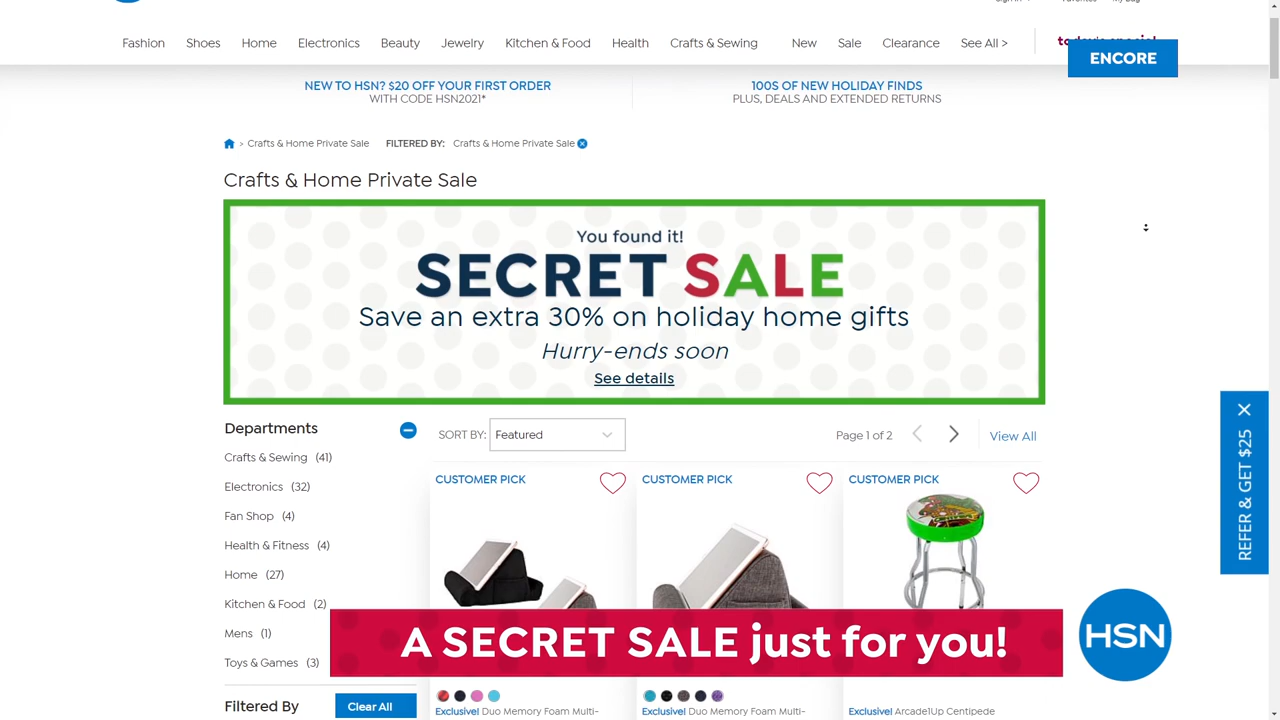 Fashion Shoes Home Electronics Beauty Jewelry Kitchen & Food Health Crafts & Sewing New Sale Clearance See All >
ENCORE
NEW TO HSN? $20 OFF YOUR FIRST ORDER
WITH CODE HSN2021*
100S OF NEW HOLIDAY FINDS
PLUS, DEALS AND EXTENDED RETURNS
> Crafts & Home Private Sale FILTERED BY: Crafts & Home Private Sale
Crafts & Home Private Sale
You found it!
SECRET SALE
Save an extra 30% on holiday home gifts
Hurry-ends soon
See details
Departments
SORT BY: Featured
Page 1 of 2
View All
Crafts & Sewing (41)
Electronics (32)
Fan Shop (4)
Health & Fitness (4)
Home (27)
Kitchen & Food (2)
Mens (1)
Toys & Games (3)
Filtered By
Clear All
CUSTOMER PICK
CUSTOMER PICK
CUSTOMER PICK
REFER & GET $25
A SECRET SALE just for you!
HSN
Exclusive! Duo Memory Foam Multi-
Exclusive! Duo Memory Foam Multi-
Exclusive! Arcade1Up Centipede